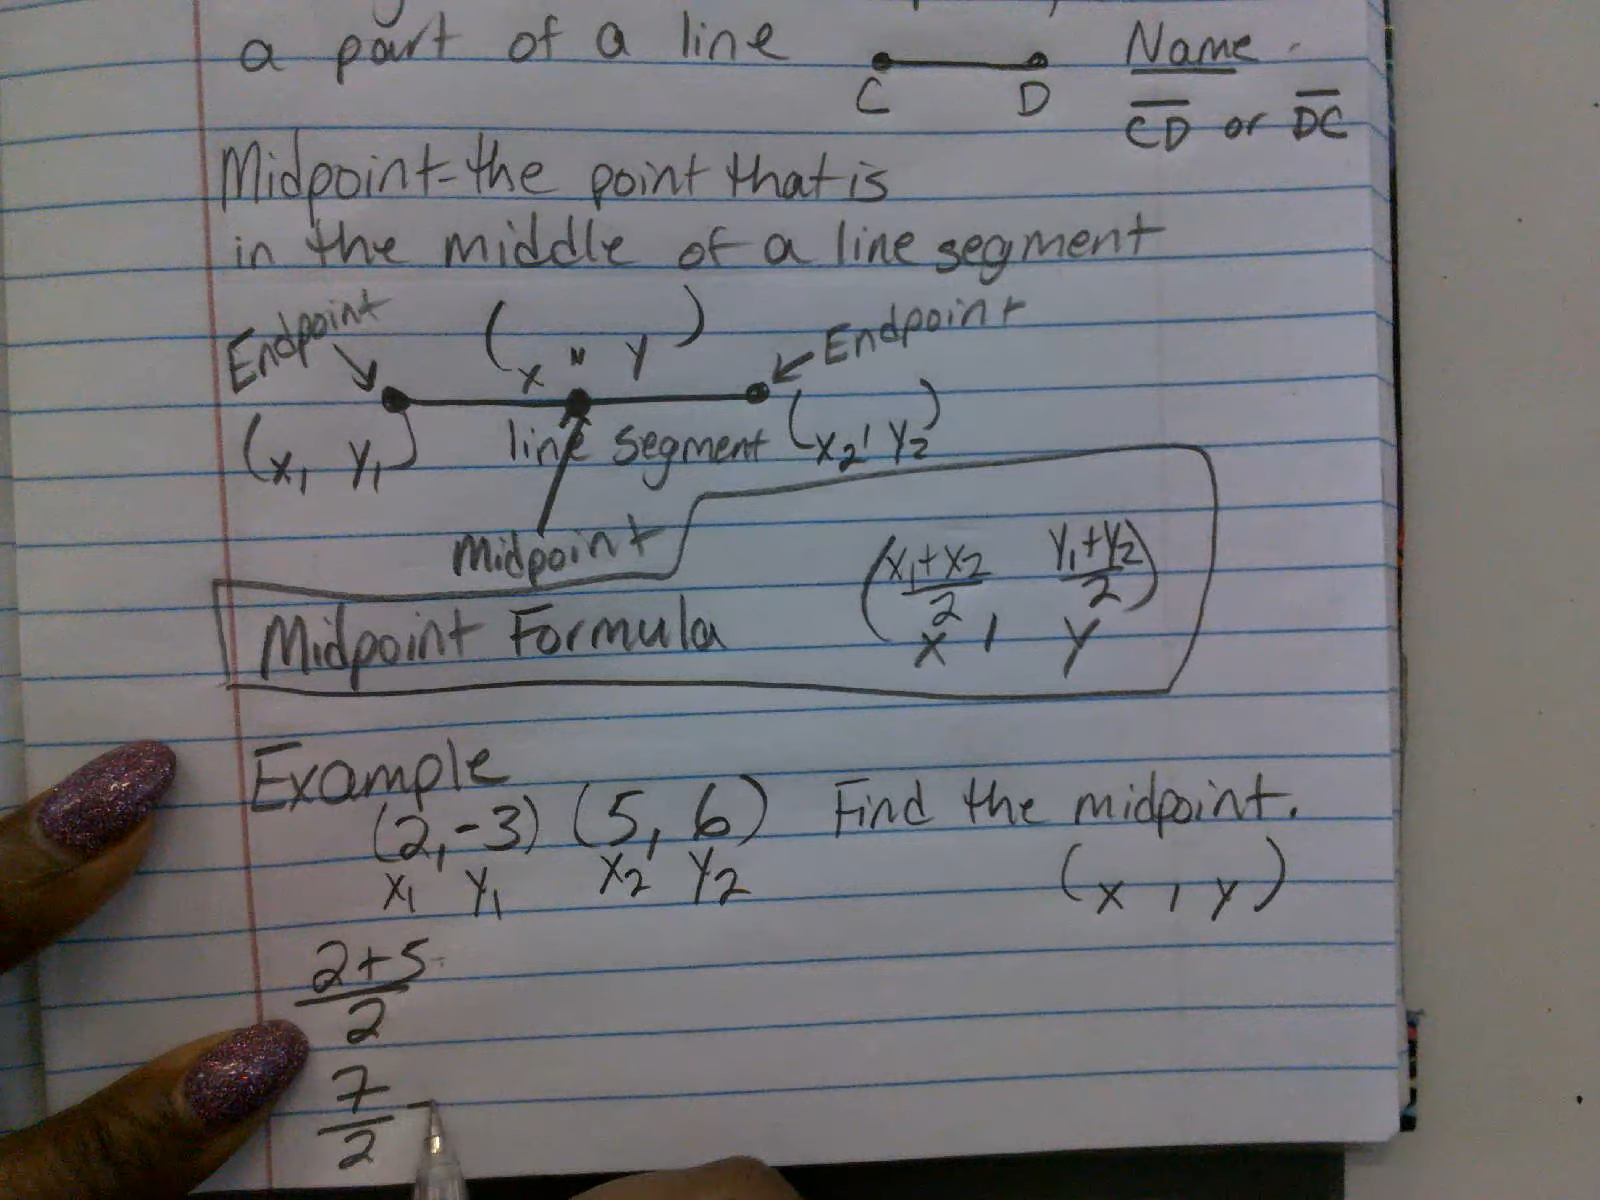 a part of a line
C D
Name
CD or DC
Midpoint-the point that is
in the middle of a line segment
Endpoint ( x , y ) Endpoint
(x₁ y₁) line segment (x₂, y₂)
Midpoint
Midpoint Formula (x₁+x₂/2, y₁+y₂/2)
x , y
Example
(2,-3) (5, 6) Find the midpoint.
x₁ y₁ x₂ y₂ (x , y)
2+5
2
7
2